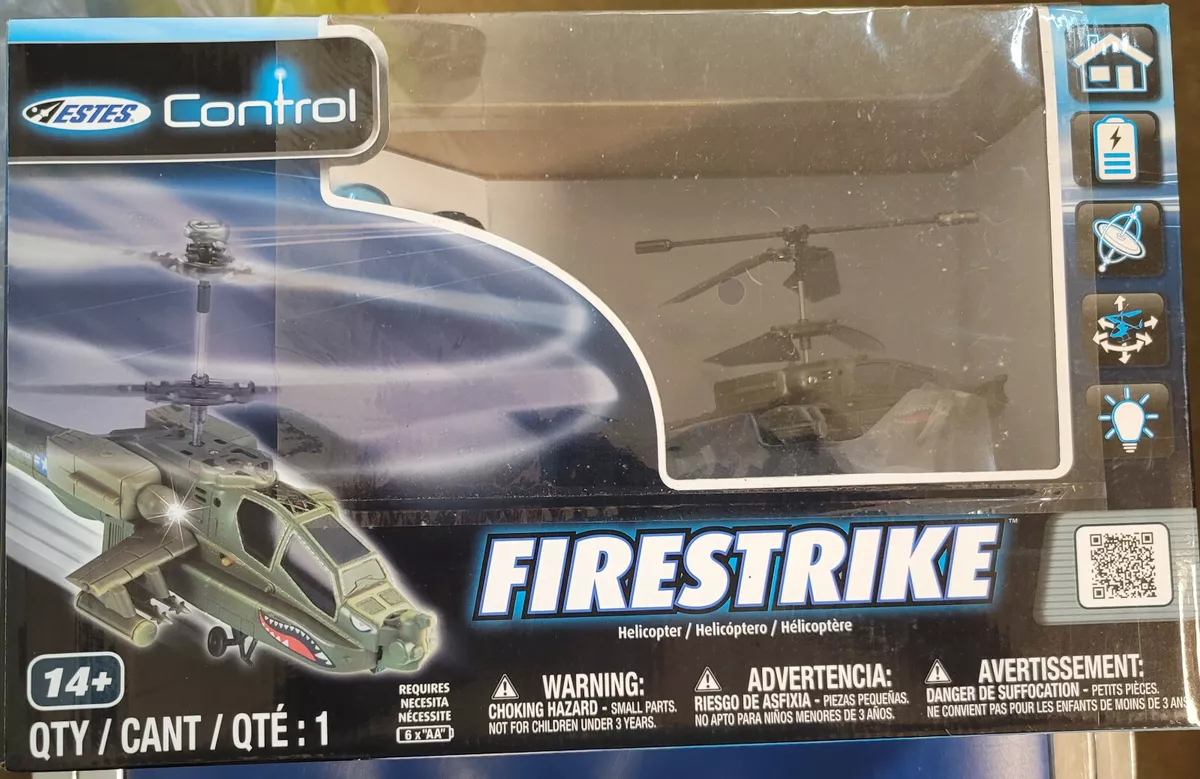 ESTES Control
FIRESTRIKE™
Helicopter / Helicóptero / Hélicoptère
14+
QTY / CANT / QTÉ : 1
REQUIRES
NECESITA
NÉCESSITE
6 x "AA"
WARNING:
CHOKING HAZARD - SMALL PARTS.
NOT FOR CHILDREN UNDER 3 YEARS.
ADVERTENCIA:
RIESGO DE ASFIXIA - PIEZAS PEQUEÑAS.
NO APTO PARA NIÑOS MENORES DE 3 AÑOS.
AVERTISSEMENT:
DANGER DE SUFFOCATION - PETITS PIÈCES.
NE CONVIENT PAS POUR LES ENFANTS DE MOINS DE 3 ANS